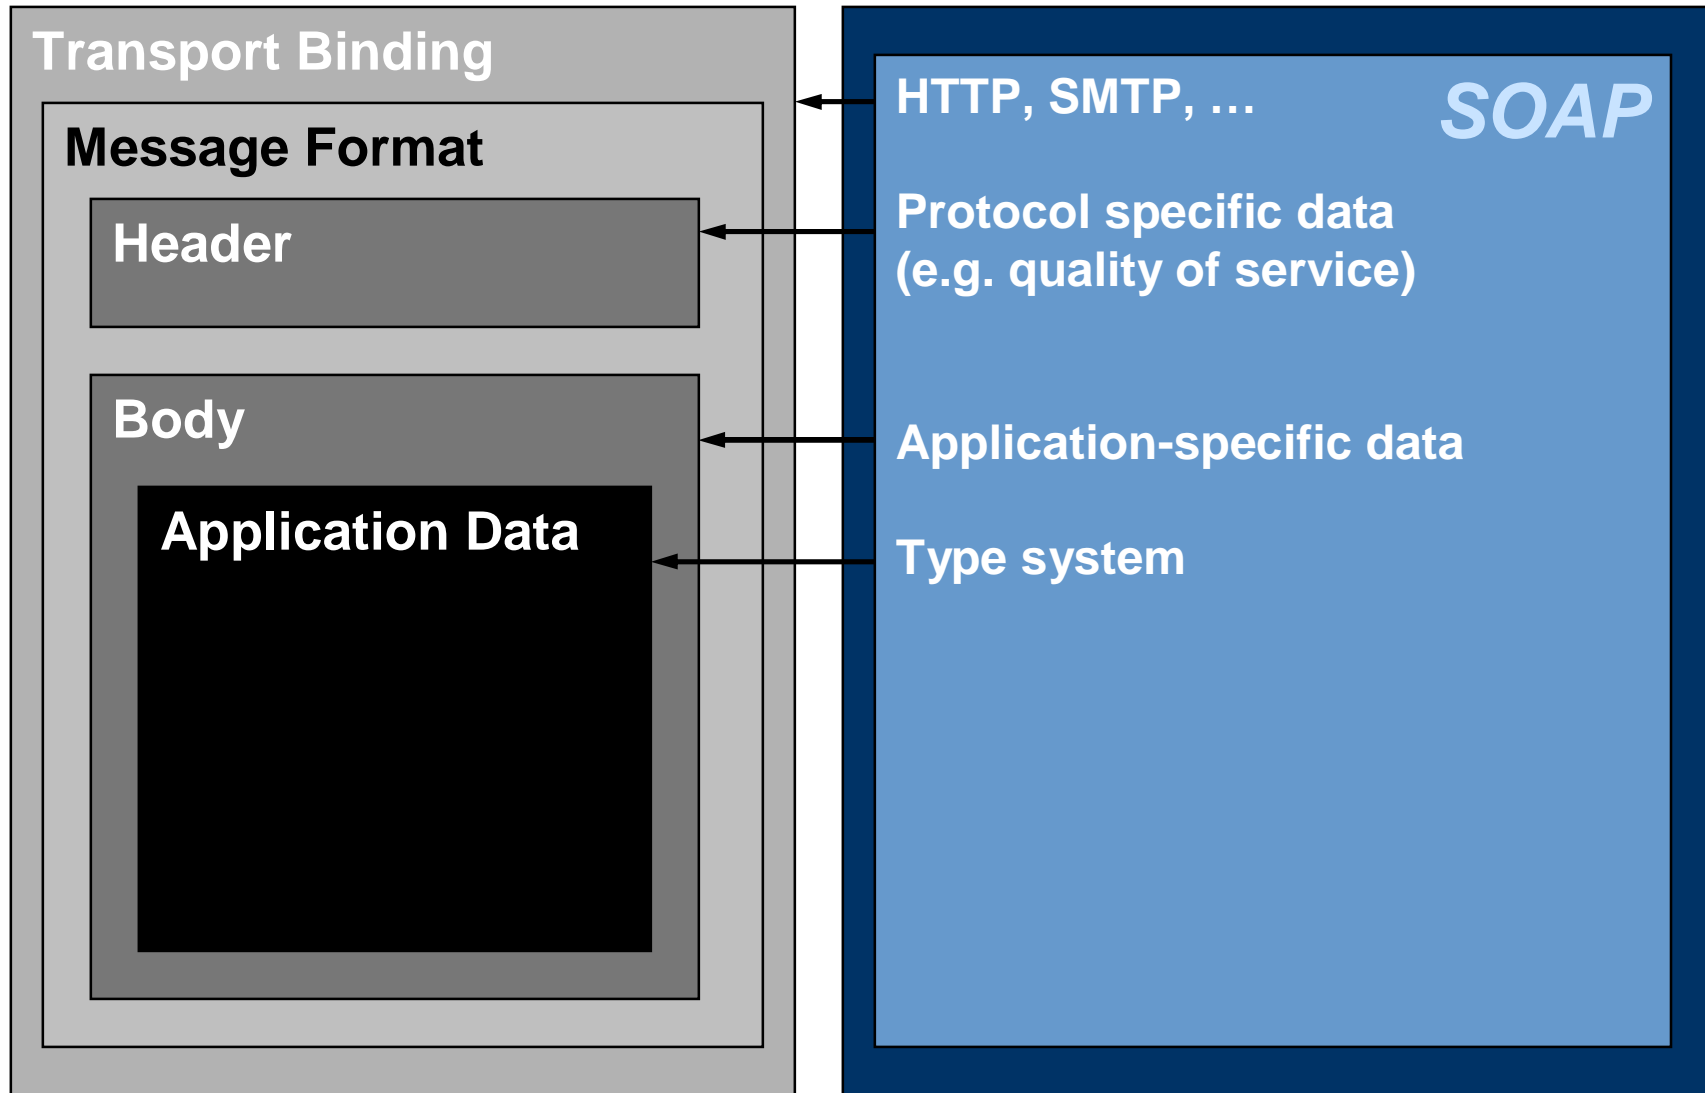 Transport Binding
Message Format
Header
Body
Application Data
SOAP
HTTP, SMTP, …
Protocol specific data
(e.g. quality of service)
Application-specific data
Type system